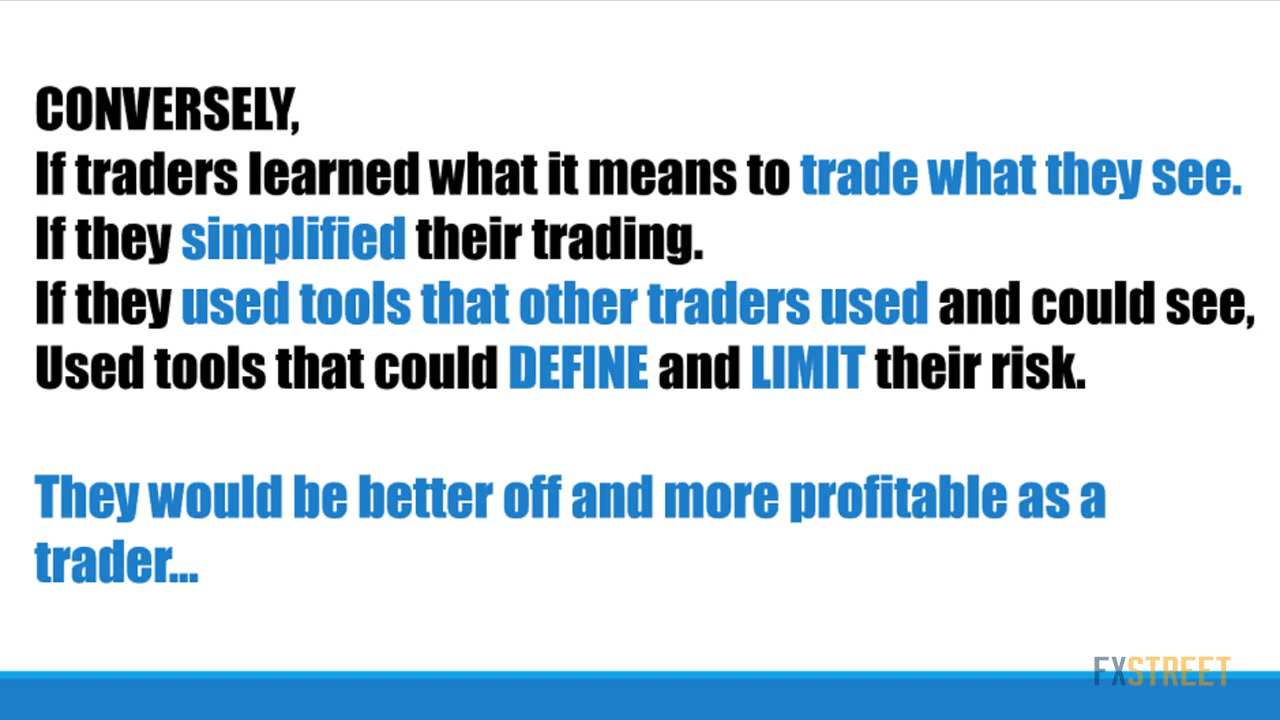 CONVERSELY,
If traders learned what it means to trade what they see.
If they simplified their trading.
If they used tools that other traders used and could see,
Used tools that could DEFINE and LIMIT their risk.
They would be better off and more profitable as a
trader...
FXSTREET